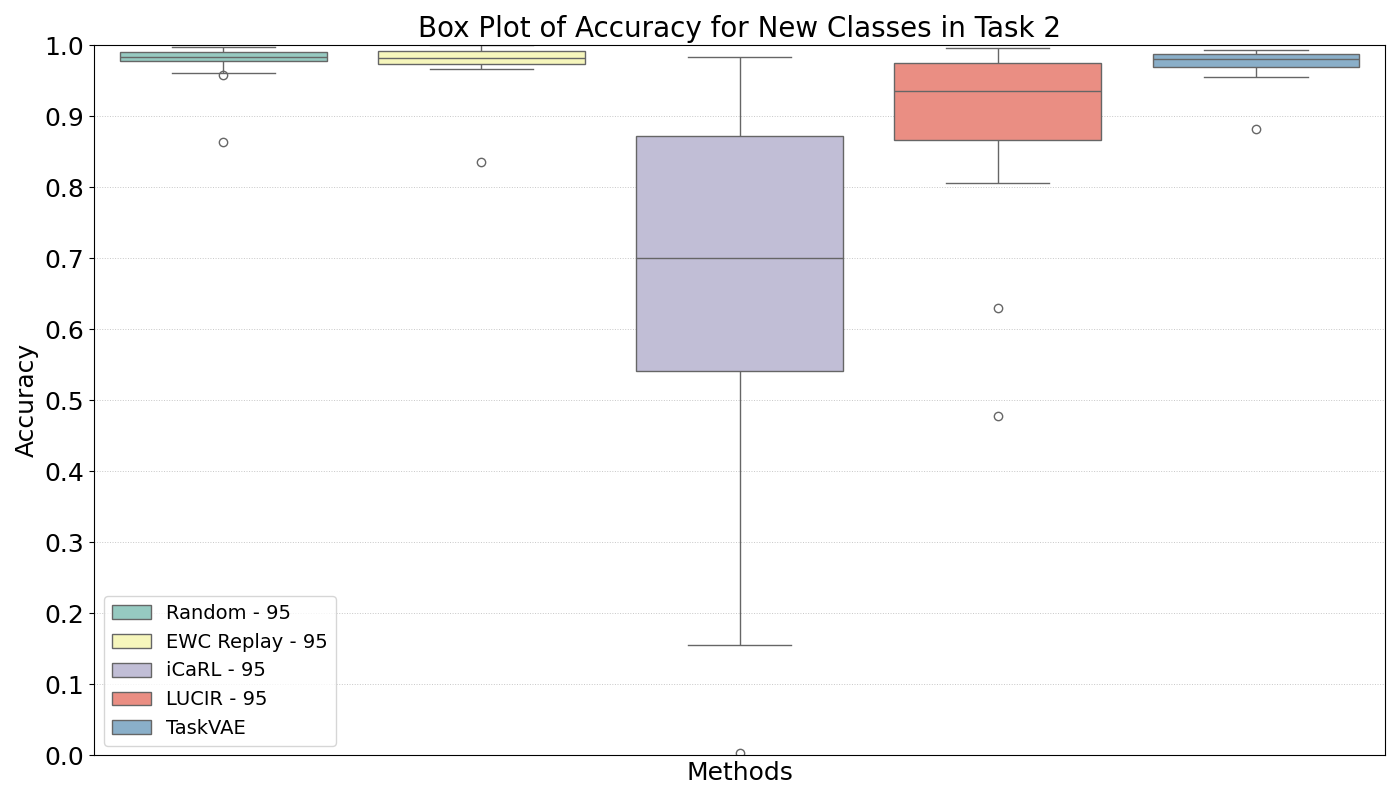 Box Plot of Accuracy for New Classes in Task 2
1.0
0.9
0.8
0.7
0.6
0.5
0.4
0.3
0.2
0.1
0.0
Accuracy
Random - 95
EWC Replay - 95
iCaRL - 95
LUCIR - 95
TaskVAE
Methods